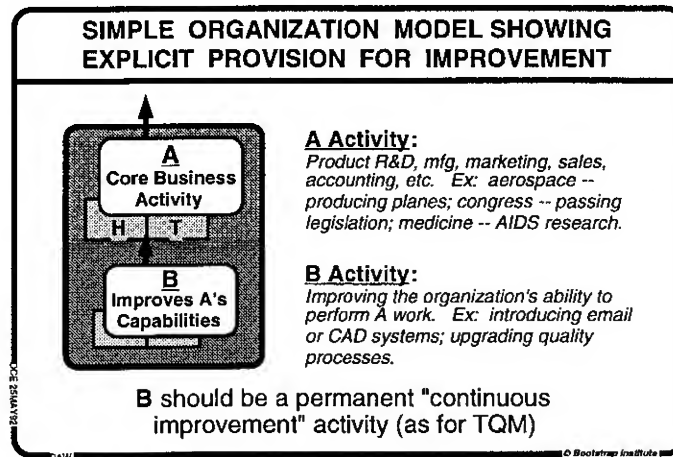 SIMPLE ORGANIZATION MODEL SHOWING
EXPLICIT PROVISION FOR IMPROVEMENT
A
Core Business
Activity
H T
B
Improves A's
Capabilities
A Activity:
Product R&D, mfg, marketing, sales,
accounting, etc. Ex: aerospace --
producing planes; congress -- passing
legislation; medicine -- AIDS research.
B Activity:
Improving the organization's ability to
perform A work. Ex: introducing email
or CAD systems; upgrading quality
processes.
B should be a permanent "continuous
improvement" activity (as for TQM)
DCE 25MAY92
© Bootstrap Institute